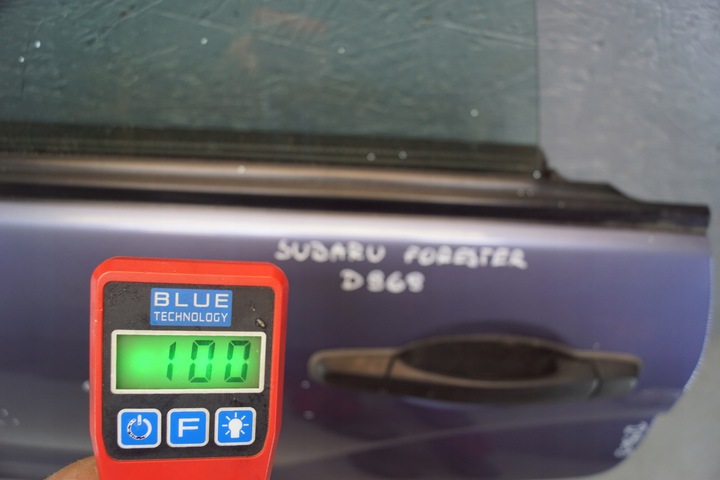 SUBARU FORESTER
D868
BLUE
TECHNOLOGY
100
F